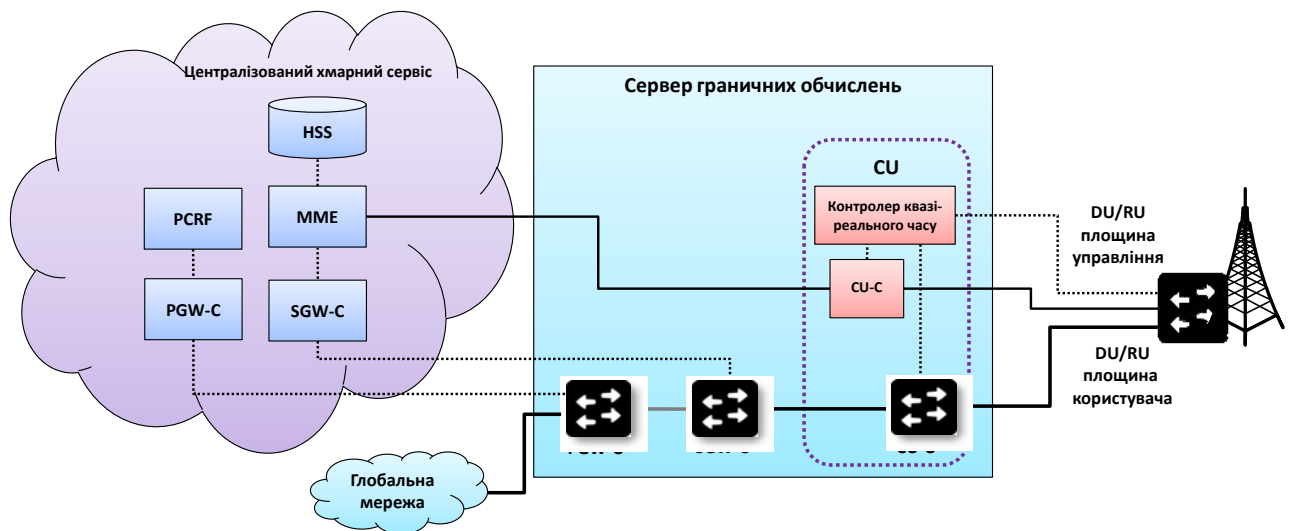 Централізований хмарний сервіс
HSS
PCRF
MME
PGW-C
SGW-C
Сервер граничних обчислень
CU
Контролер квазі-
реального часу
CU-C
DU/RU
площина
управління
DU/RU
площина
користувача
Глобальна
мережа